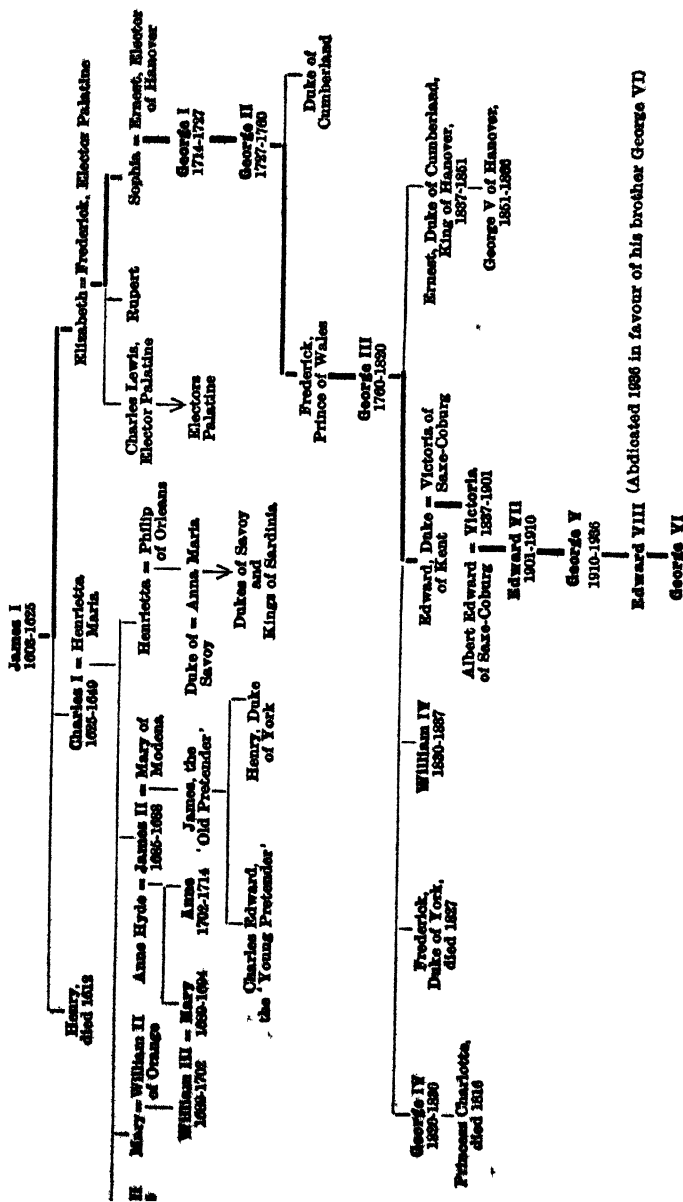 James I
1603-1625
Henry,
died 1612
Charles I = Henrietta
1625-1649 Maria
Elizabeth = Frederick, Elector Palatine
II
Mary = William II
of Orange
Anne Hyde = James II = Mary of
1685-1688 Modena
Henrietta = Philip
of Orleans
Charles Lewis,
Elector Palatine
Rupert
Sophia = Ernest, Elector
of Hanover
William III = Mary
1689-1702 1689-1694
Anne
1702-1714
James, the
'Old Pretender'
Duke of = Anna Maria
Savoy
Electors
Palatine
George I
1714-1727
Charles Edward,
the 'Young Pretender'
Henry, Duke
of York
Dukes of Savoy
and
Kings of Sardinia
George II
1727-1760
Frederick,
Prince of Wales
Duke of
Cumberland
George III
1760-1820
George IV
1820-1830
Frederick,
Duke of York,
died 1827
William IV
1830-1837
Edward, Duke = Victoria of
of Kent Saxe-Coburg
Ernest, Duke of Cumberland,
King of Hanover,
1837-1851
Princess Charlotte,
died 1816
Albert Edward = Victoria
of Saxe-Coburg 1837-1901
George V of Hanover,
1851-1866
Edward VII
1901-1910
George V
1910-1936
Edward VIII (Abdicated 1936 in favour of his brother George VI)
George VI